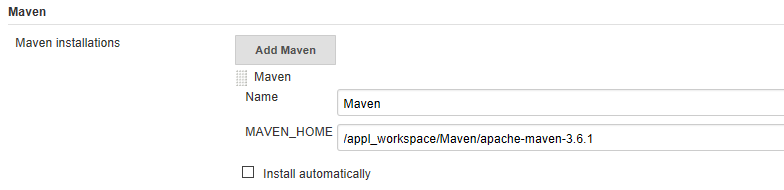 Maven
Maven installations
Add Maven
Maven
Name
Maven
MAVEN_HOME
/appl_workspace/Maven/apache-maven-3.6.1
Install automatically